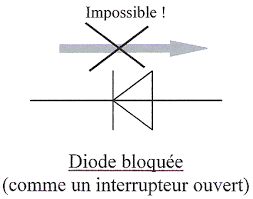 Impossible !
Diode bloquée
(comme un interrupteur ouvert)